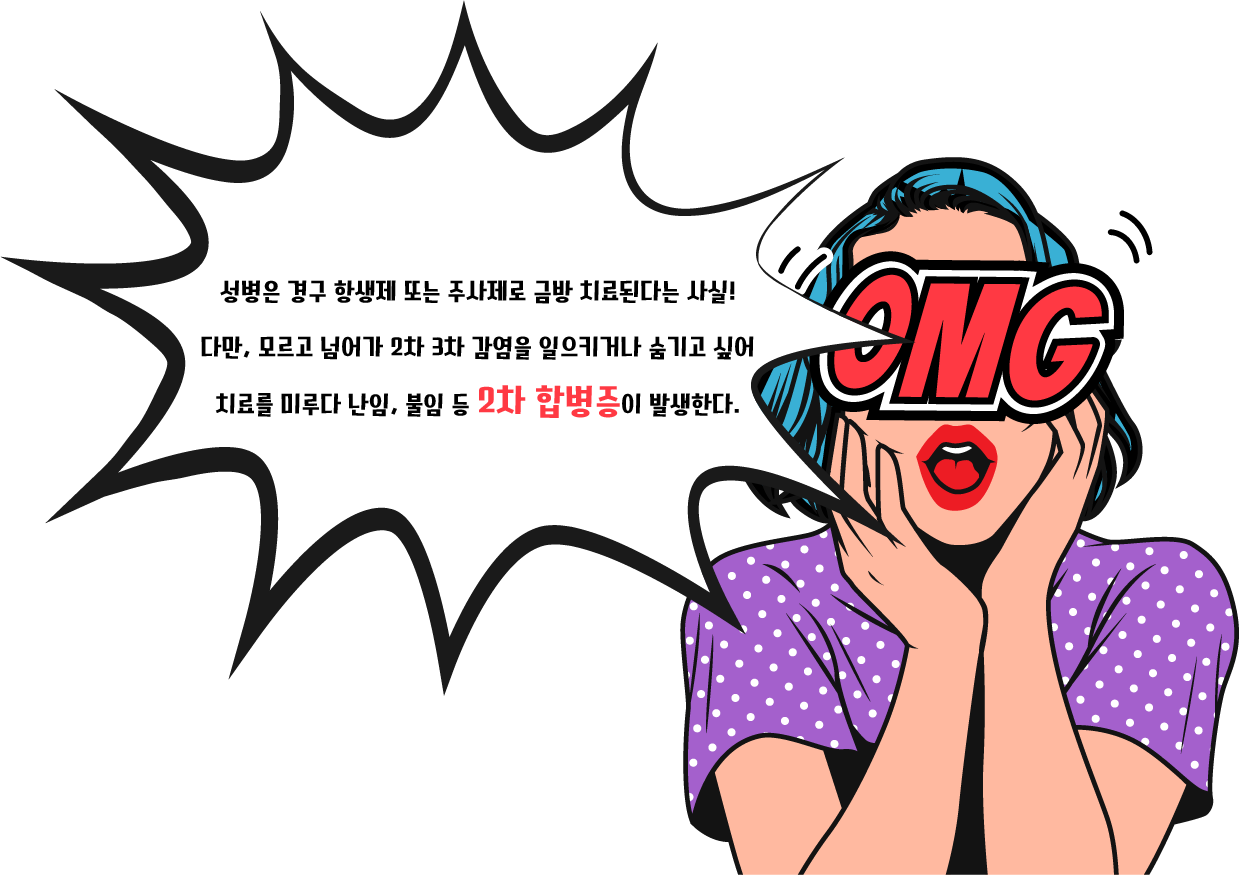 성병은 경구 항생제 또는 주사제로 금방 치료된다는 사실!
다만, 모르고 넘어가 2차 3차 감염을 일으키거나 숨기고 싶어
치료를 미루다 난임, 불임 등 2차 합병증이 발생한다.
OMG